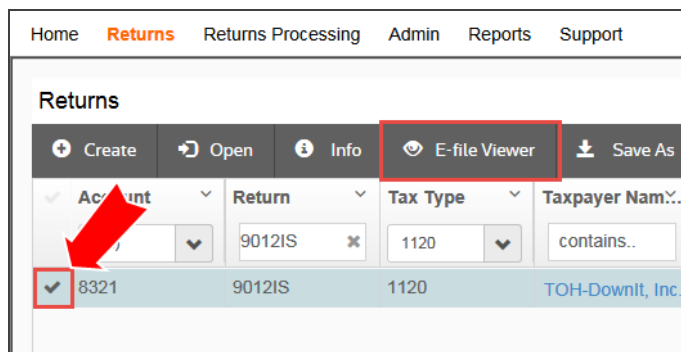 Home Returns Returns Processing Admin Reports Support
Returns
Create Open Info E-file Viewer Save As
Account Return Tax Type Taxpayer Nam...
9012IS 1120 contains..
8321 9012IS 1120 TOH-DownIt, Inc.